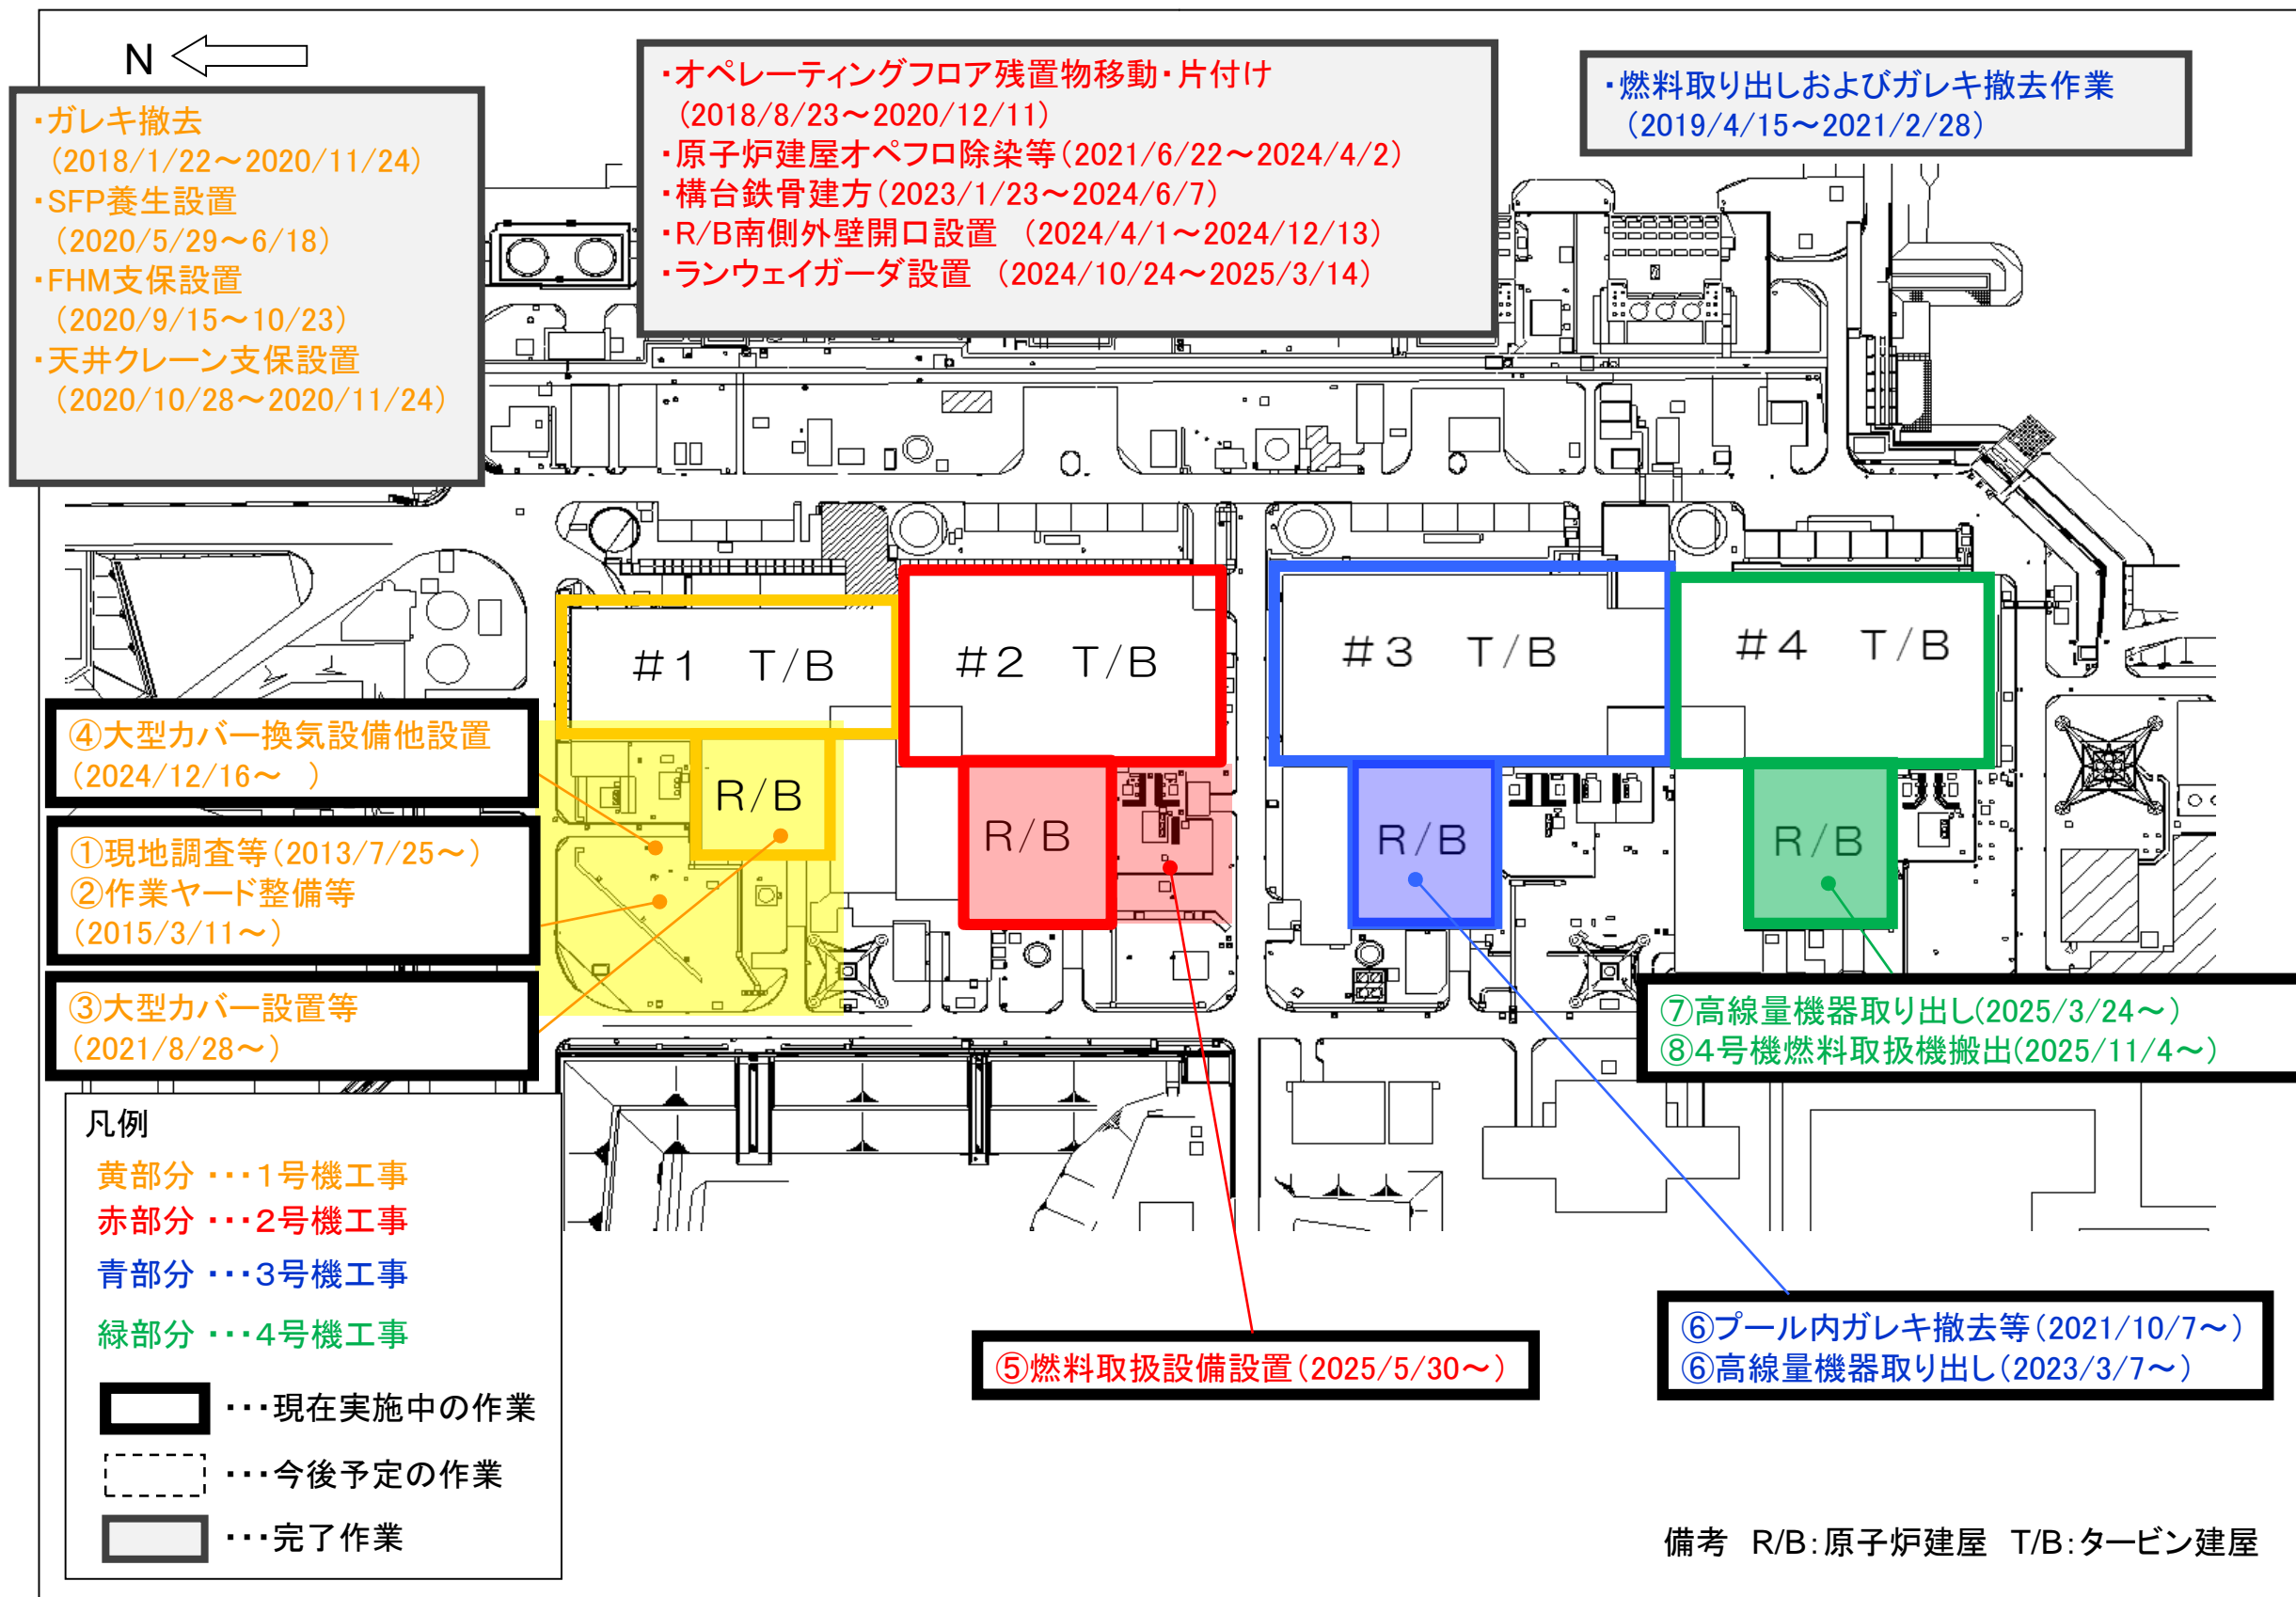 N
・ガレキ撤去
(2018/1/22～2020/11/24)
・SFP養生設置
(2020/5/29～6/18)
・FHM支保設置
(2020/9/15～10/23)
・天井クレーン支保設置
(2020/10/28～2020/11/24)
・オペレーティングフロア残置物移動・片付け
(2018/8/23～2020/12/11)
・原子炉建屋オペフロ除染等(2021/6/22～2024/4/2)
・構台鉄骨建方(2023/1/23～2024/6/7)
・R/B南側外壁開口設置　(2024/4/1～2024/12/13)
・ランウェイガーダ設置　(2024/10/24～2025/3/14)
・燃料取り出しおよびガレキ撤去作業
(2019/4/15～2021/2/28)
＃1　T/B
＃2　T/B
＃3　T/B
＃4　T/B
R/B
R/B
R/B
R/B
④大型カバー換気設備他設置
(2024/12/16～　)
①現地調査等(2013/7/25～)
②作業ヤード整備等
(2015/3/11～)
③大型カバー設置等
(2021/8/28～)
⑦高線量機器取り出し(2025/3/24～)
⑧4号機燃料取扱機搬出(2025/11/4～)
⑤燃料取扱設備設置(2025/5/30～)
⑥プール内ガレキ撤去等(2021/10/7～)
⑥高線量機器取り出し(2023/3/7～)
凡例
黄部分 ・・・1号機工事
赤部分 ・・・2号機工事
青部分 ・・・3号機工事
緑部分 ・・・4号機工事
・・・現在実施中の作業
・・・今後予定の作業
・・・完了作業
備考　R/B:原子炉建屋　T/B:タービン建屋